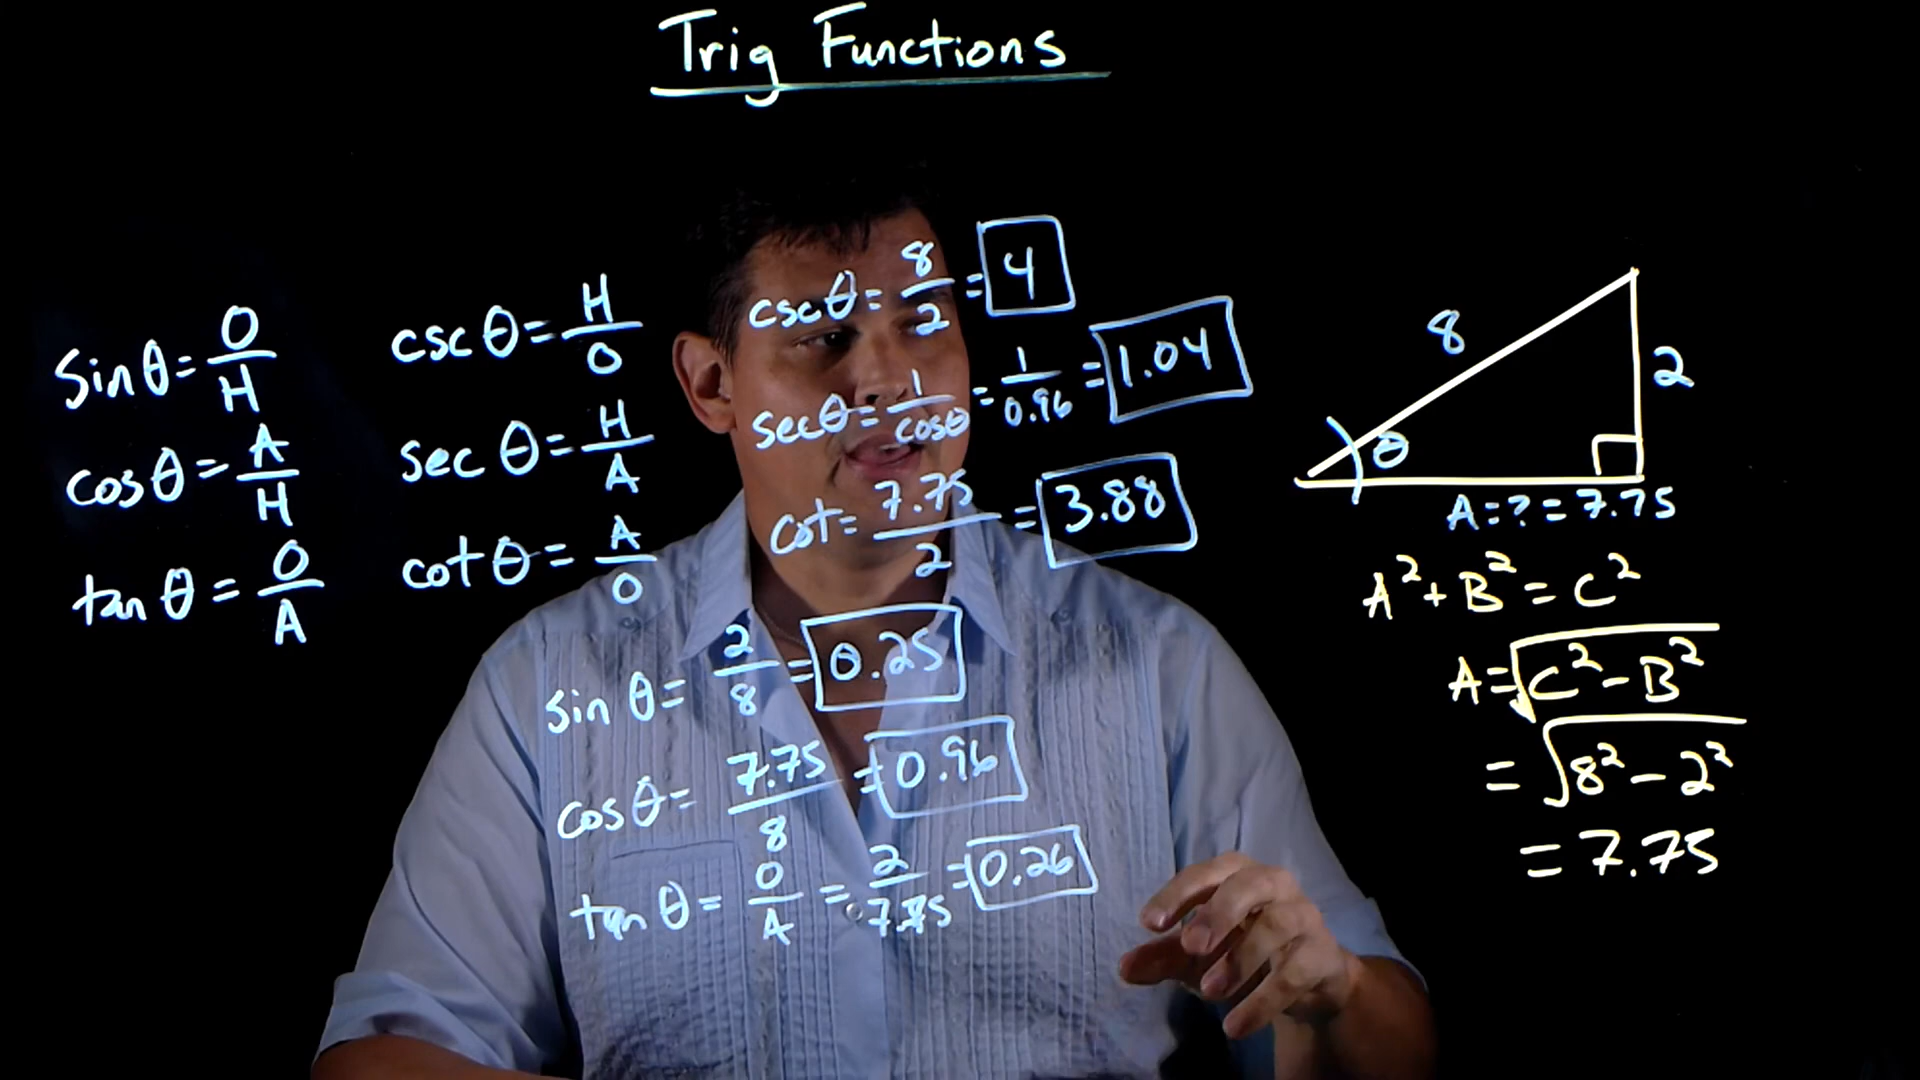 Trig Functions
sin θ = O/H
cos θ = A/H
tan θ = O/A
csc θ = H/O
sec θ = H/A
cot θ = A/O
csc θ = 8/2 = 4
sec θ = 1/cos θ = 1/0.96 = 1.04
cot = 7.75/2 = 3.88
sin θ = 2/8 = 0.25
cos θ = 7.75/8 = 0.96
tan θ = O/A = 2/7.75 = 0.26
8
2
θ
A = ? = 7.75
A² + B² = C²
A = √C² - B²
= √8² - 2²
= 7.75